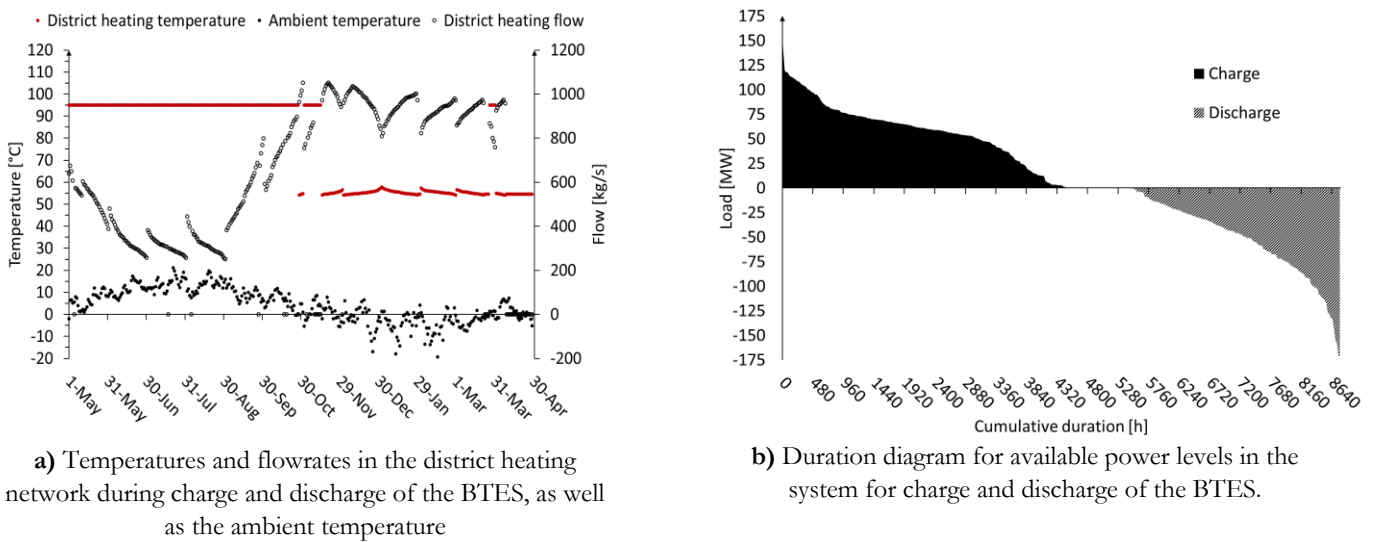 • District heating temperature • Ambient temperature ○ District heating flow
120
110
100
90
80
70
60
50
40
30
20
10
0
-10
-20
Temperature [°C]
1200
1000
800
600
400
200
0
-200
Flow [kg/s]
1-May
31-May
30-Jun
31-Jul
30-Aug
30-Sep
30-Oct
29-Nov
30-Dec
29-Jan
1-Mar
31-Mar
30-Apr
a) Temperatures and flowrates in the district heating
network during charge and discharge of the BTES, as well
as the ambient temperature
175
150
125
100
75
50
25
0
-25
-50
-75
-100
-125
-150
-175
Load [MW]
Charge
Discharge
0
480
960
1440
1920
2400
2880
3360
3840
4320
4800
5280
5760
6240
6720
7200
7680
8160
8640
Cumulative duration [h]
b) Duration diagram for available power levels in the
system for charge and discharge of the BTES.